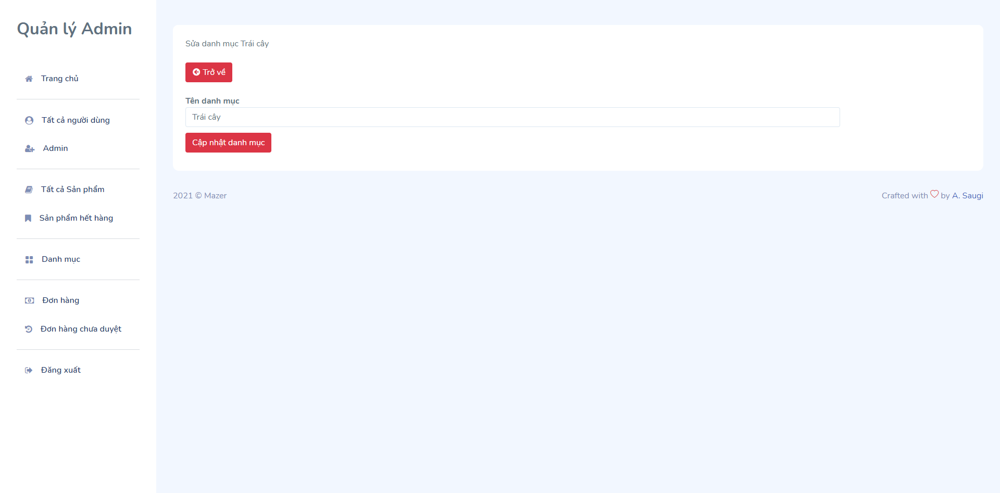 Quản lý Admin
Trang chủ
Tất cả người dùng
Admin
Tất cả Sản phẩm
Sản phẩm hết hàng
Danh mục
Đơn hàng
Đơn hàng chưa duyệt
Đăng xuất
Sửa danh mục Trái cây
Trở về
Tên danh mục
Trái cây
Cập nhật danh mục
2021 © Mazer
Crafted with by A. Saugi